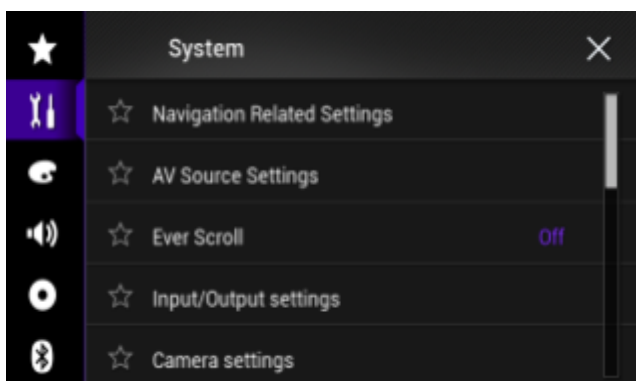 System
Navigation Related Settings
AV Source Settings
Ever Scroll Off
Input/Output settings
Camera settings